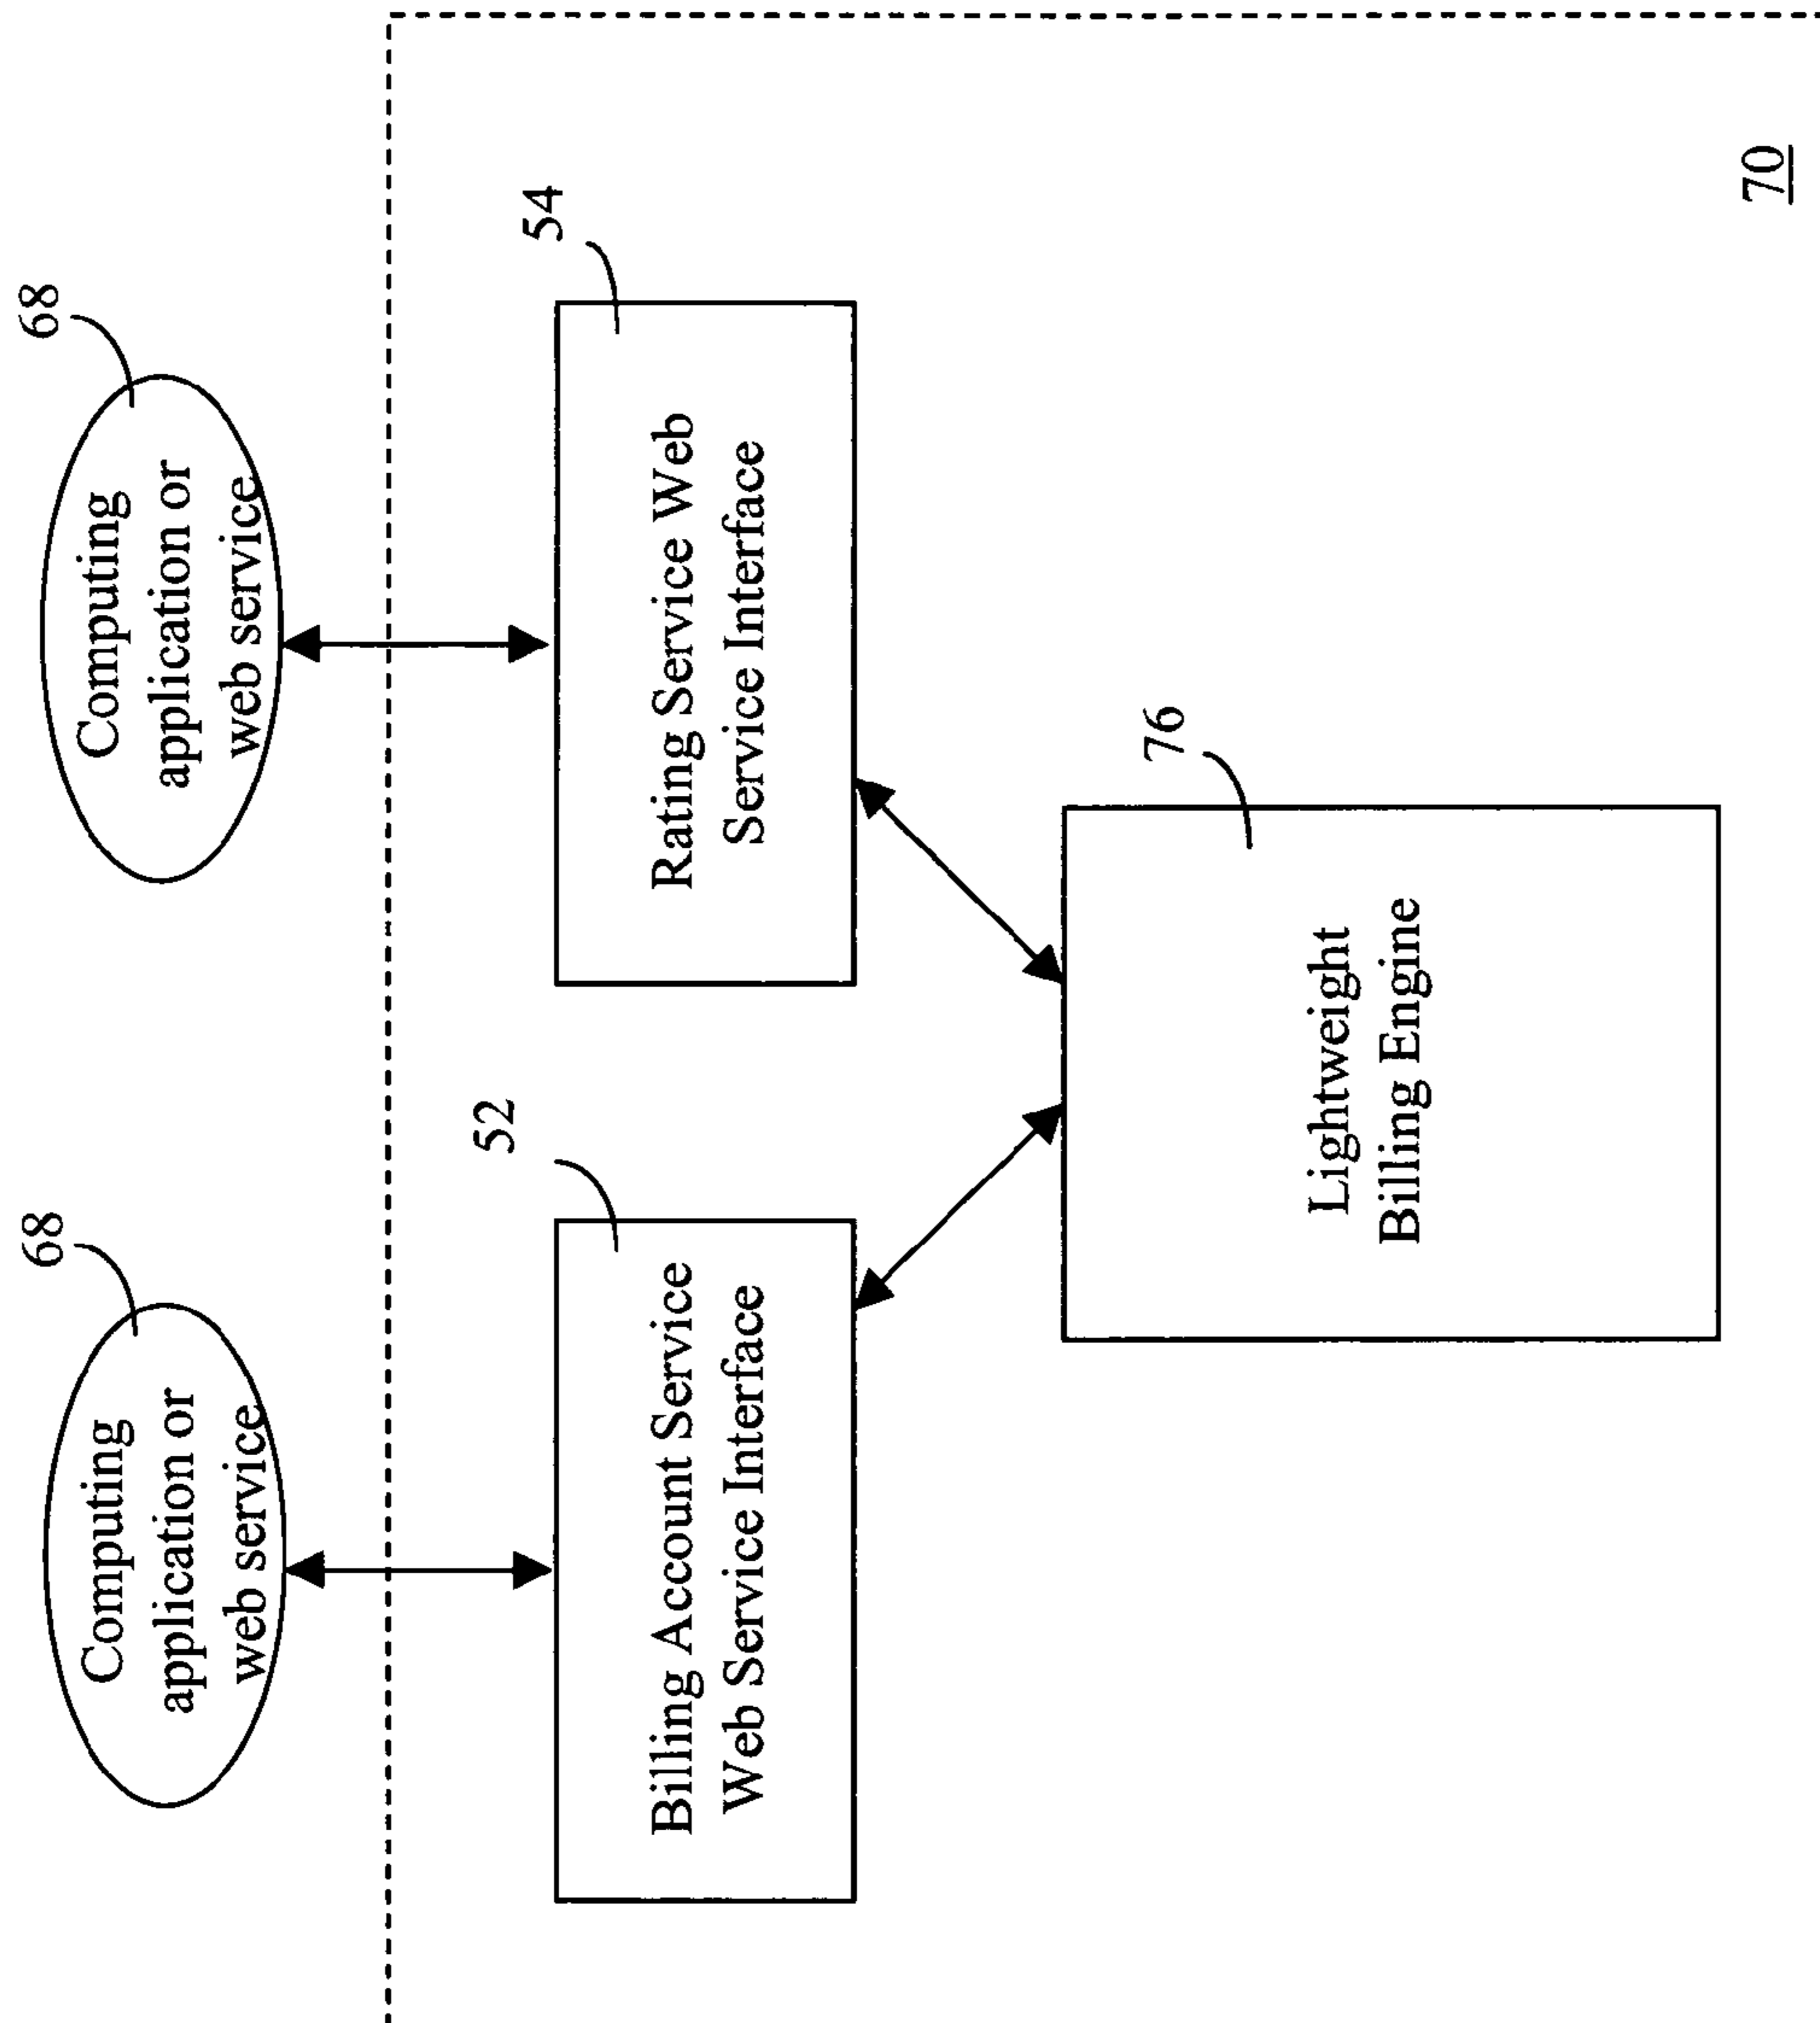 68
Computing
application or
web service
68
Computing
application or
web service
52
Billing Account Service
Web Service Interface
54
Rating Service Web
Service Interface
76
Lightweight
Billing Engine
70